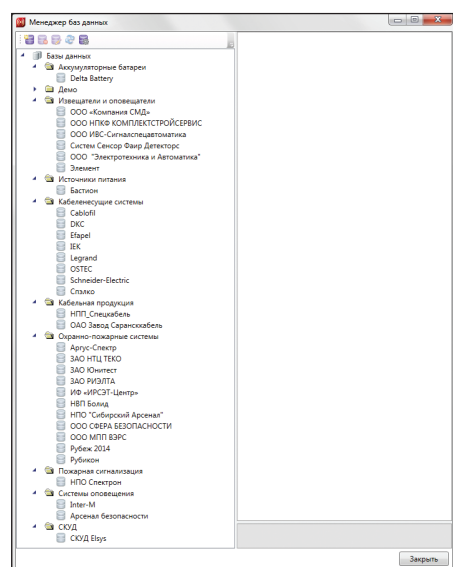 Менеджер баз данных
Базы данных
Аккумуляторные батареи
Delta Battery
Демо
Извещатели и оповещатели
ООО «Компания СМД»
ООО НПКФ КОМПЛЕКТСТРОЙСЕРВИС
ООО ИВС-Сигналспецавтоматика
Систем Сенсор Фаир Детекторс
ООО "Электротехника и Автоматика"
Элемент
Источники питания
Бастион
Кабеленесущие системы
Cablofil
DKC
Efapel
IEK
Legrand
OSTEC
Schneider-Electric
Спэлко
Кабельная продукция
НПП_Спецкабель
ОАО Завод Сарансккабель
Охранно-пожарные системы
Аргус-Спектр
ЗАО НТЦ ТЕКО
ЗАО Юнитест
ЗАО РИЭЛТА
ИФ «ИРСЭТ-Центр»
НВП Болид
НПО "Сибирский Арсенал"
ООО СФЕРА БЕЗОПАСНОСТИ
ООО МПП ВЭРС
Рубеж 2014
Рубикон
Пожарная сигнализация
НПО Спектрон
Системы оповещения
Inter-M
Арсенал безопасности
СКУД
СКУД Elsys
Закрыть